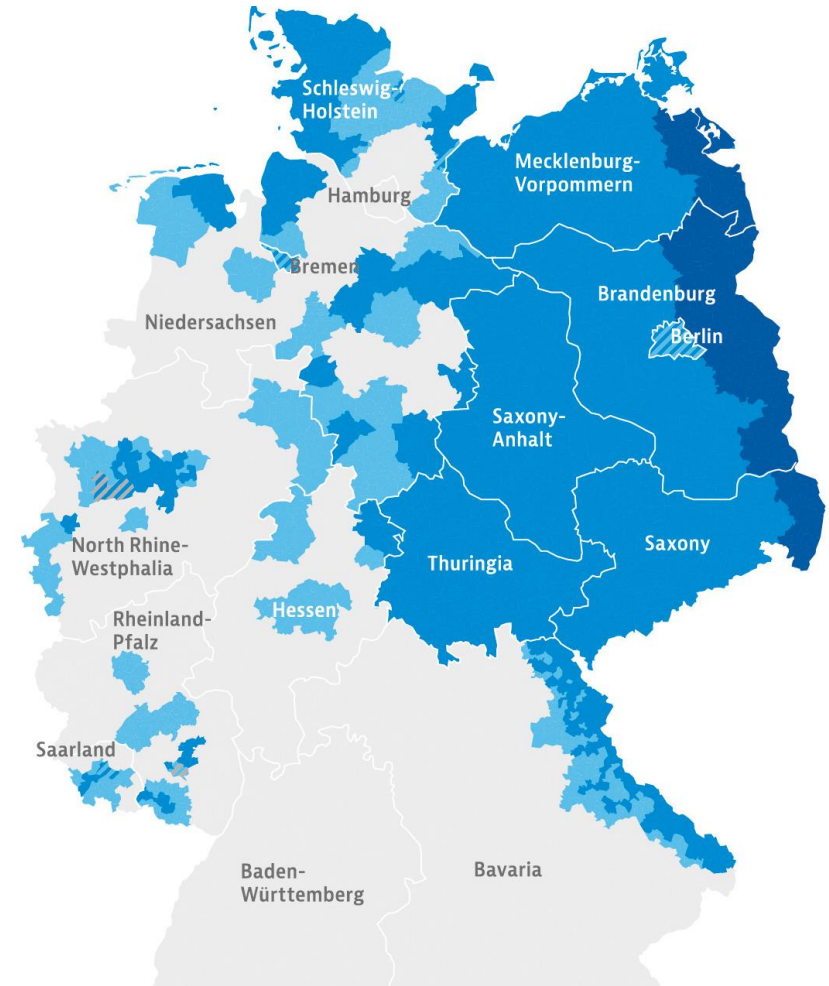 Schleswig-
Holstein
Mecklenburg-
Vorpommern
Hamburg
Bremen
Brandenburg
Niedersachsen
Berlin
Saxony-
Anhalt
North Rhine-
Westphalia
Saxony
Thuringia
Hessen
Rheinland-
Pfalz
Saarland
Baden-
Württemberg
Bavaria